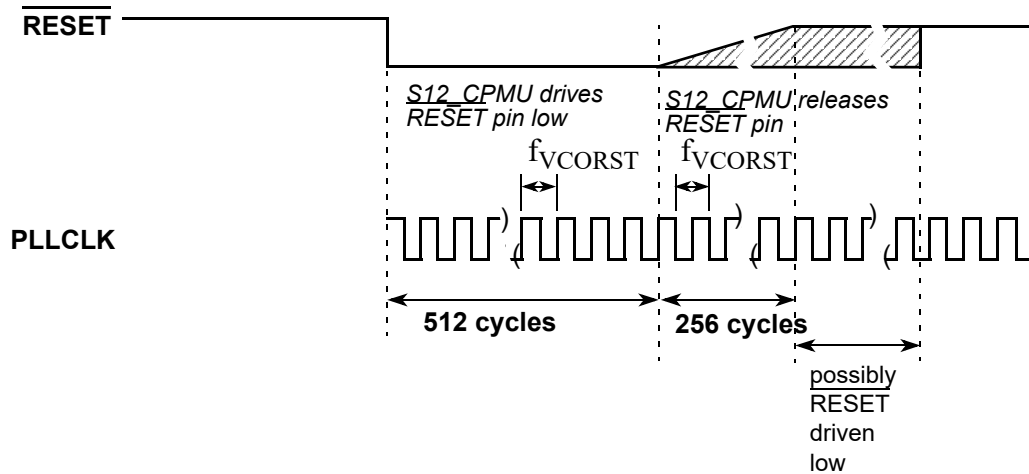 RESET
S12_CPMU drives
RESET pin low
S12_CPMU releases
RESET pin
fVCORST
fVCORST
PLLCLK
512 cycles
256 cycles
possibly
RESET
driven
low